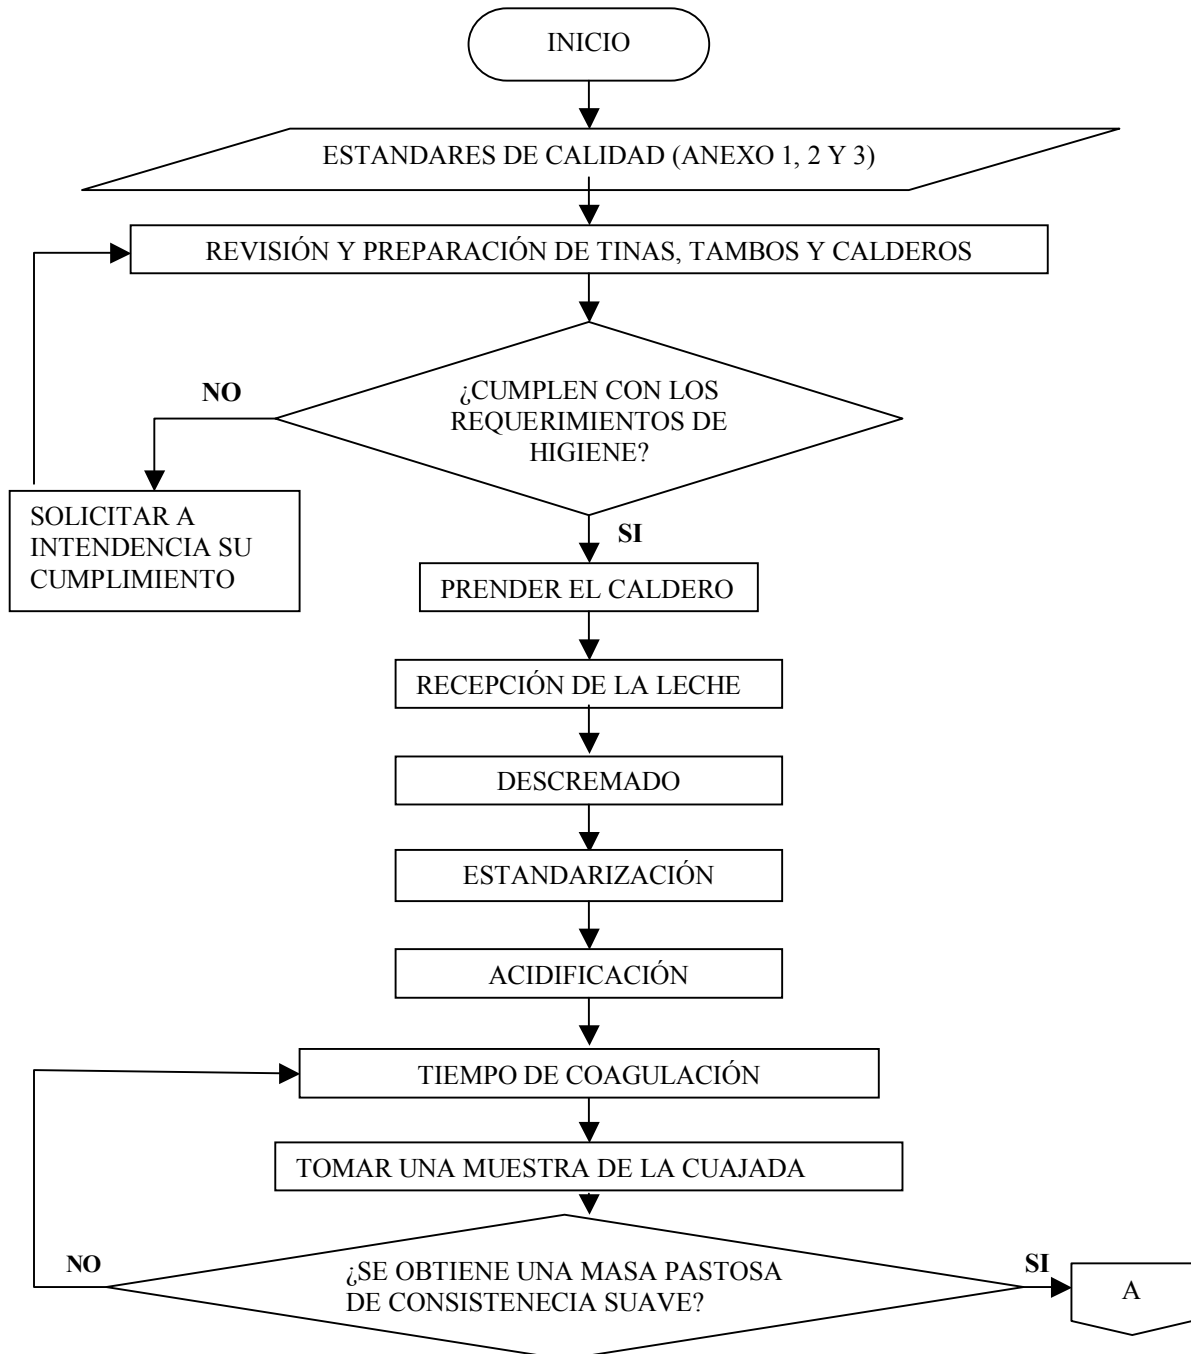 INICIO
ESTANDARES DE CALIDAD (ANEXO 1, 2 Y 3)
REVISIÓN Y PREPARACIÓN DE TINAS, TAMBOS Y CALDEROS
¿CUMPLEN CON LOS
REQUERIMIENTOS DE
HIGIENE?
NO
SOLICITAR A
INTENDENCIA SU
CUMPLIMIENTO
SI
PRENDER EL CALDERO
RECEPCIÓN DE LA LECHE
DESCREMADO
ESTANDARIZACIÓN
ACIDIFICACIÓN
TIEMPO DE COAGULACIÓN
TOMAR UNA MUESTRA DE LA CUAJADA
¿SE OBTIENE UNA MASA PASTOSA
DE CONSISTENECIA SUAVE?
NO
SI
A